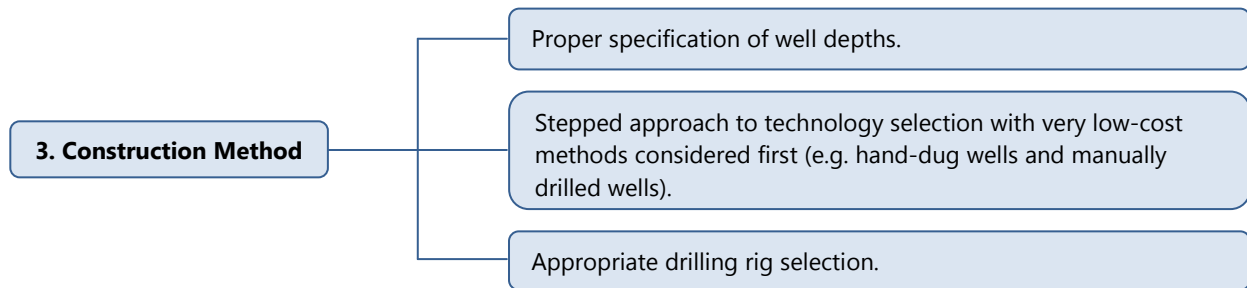 Proper specification of well depths.
3. Construction Method
Stepped approach to technology selection with very low-cost
methods considered first (e.g. hand-dug wells and manually
drilled wells).
Appropriate drilling rig selection.